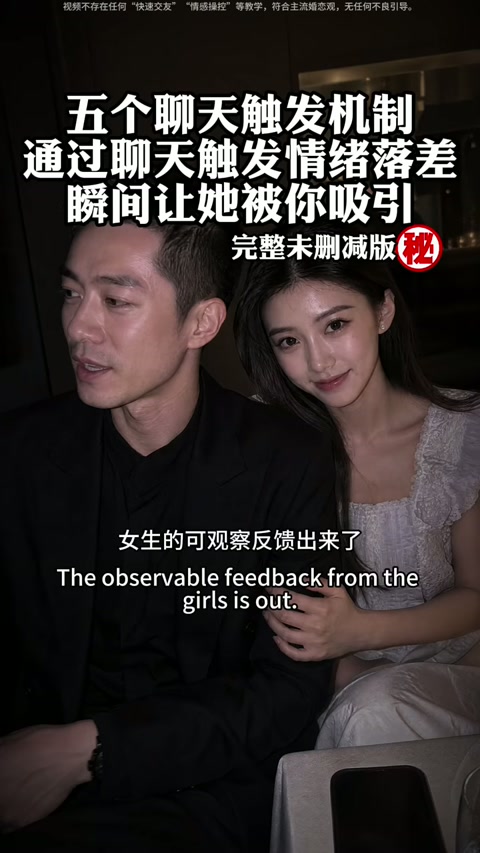 视频不存在任何“快速交友”“情感操控”等教学，符合主流婚恋观，无任何不良引导。
五个聊天触发机制
通过聊天触发情绪落差
瞬间让她被你吸引
完整未删减版 秘
女生的可观察反馈出来了
The observable feedback from the
girls is out.